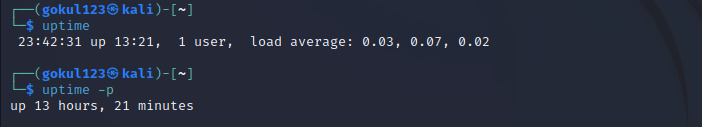 ┌──(gokul123㉿kali)-[~]
└─$ uptime
 23:42:31 up 13:21,  1 user,  load average: 0.03, 0.07, 0.02
┌──(gokul123㉿kali)-[~]
└─$ uptime -p
up 13 hours, 21 minutes